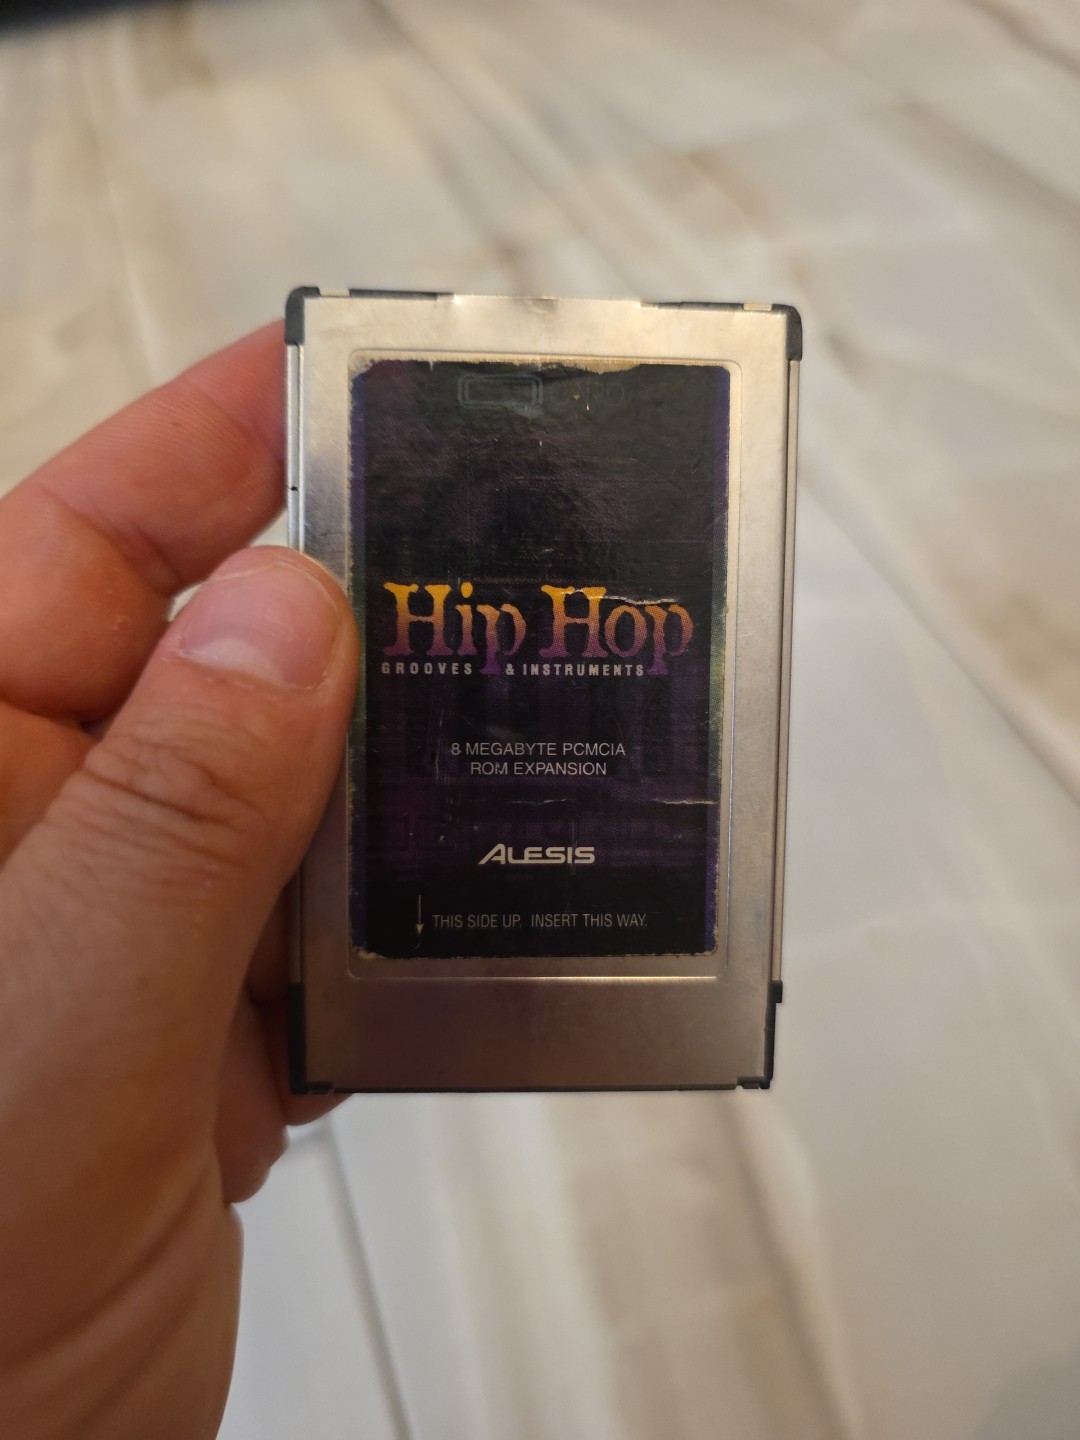 Hip Hop
GROOVES & INSTRUMENTS
8 MEGABYTE PCMCIA
ROM EXPANSION
ALESIS
THIS SIDE UP. INSERT THIS WAY.